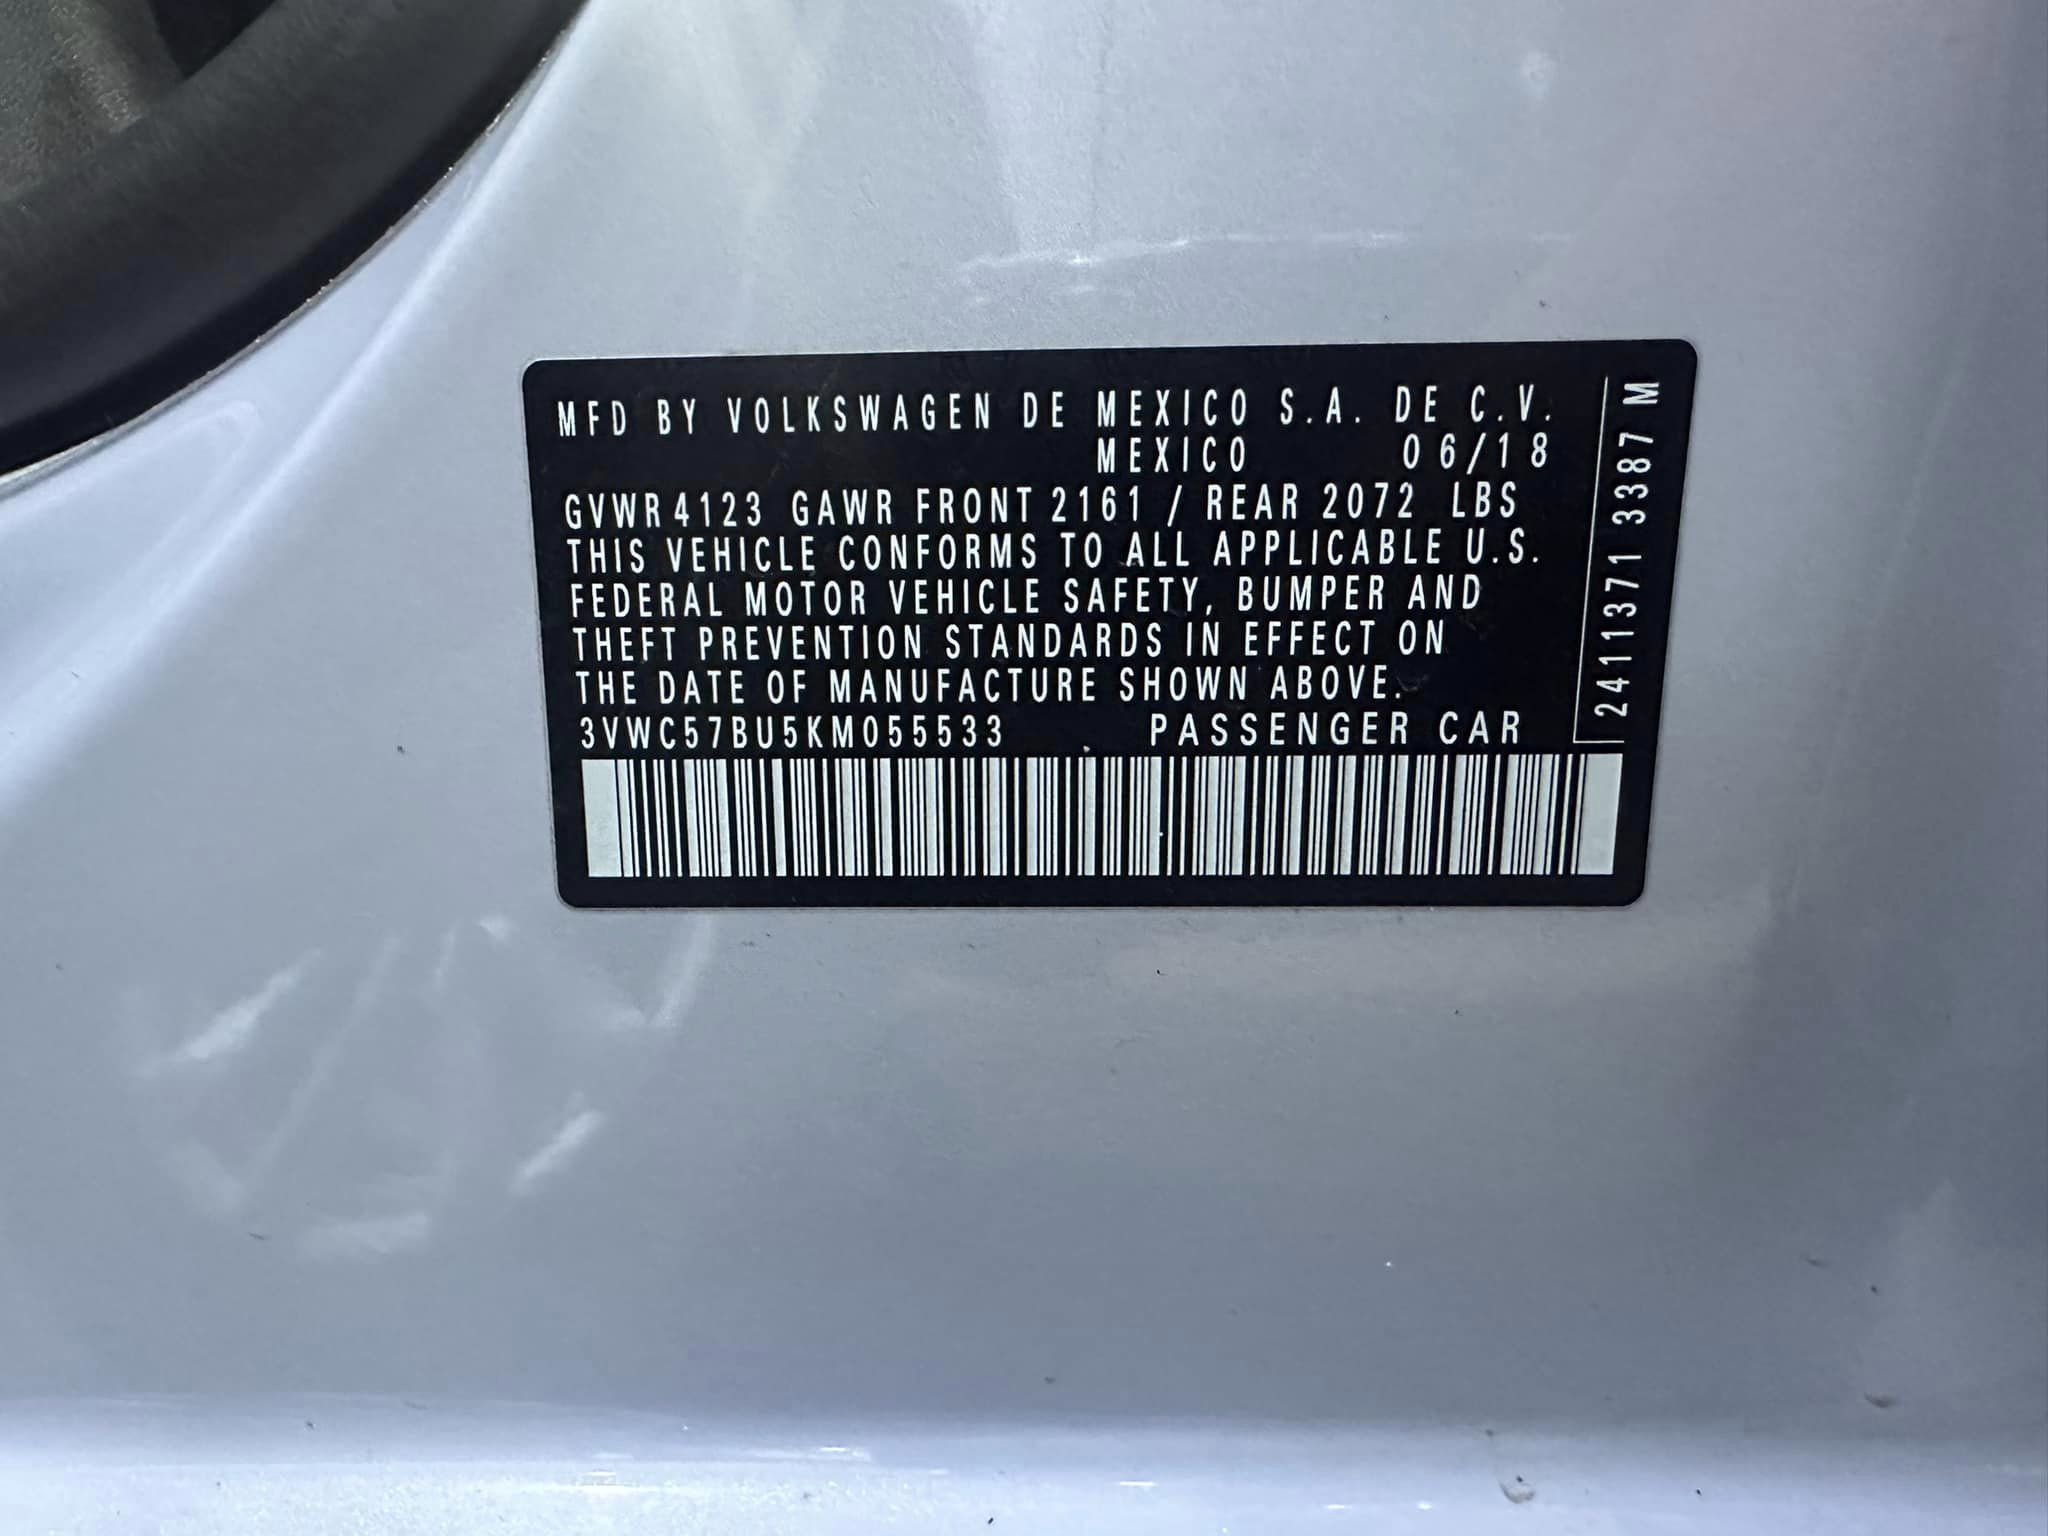 MFD BY VOLKSWAGEN DE MEXICO S.A. DE C.V.
MEXICO 06/18
GVWR 4123 GAWR FRONT 2161 / REAR 2072 LBS
THIS VEHICLE CONFORMS TO ALL APPLICABLE U.S.
FEDERAL MOTOR VEHICLE SAFETY, BUMPER AND
THEFT PREVENTION STANDARDS IN EFFECT ON
THE DATE OF MANUFACTURE SHOWN ABOVE.
3VWC57BU5KM055533 PASSENGER CAR
2411371 3387 M